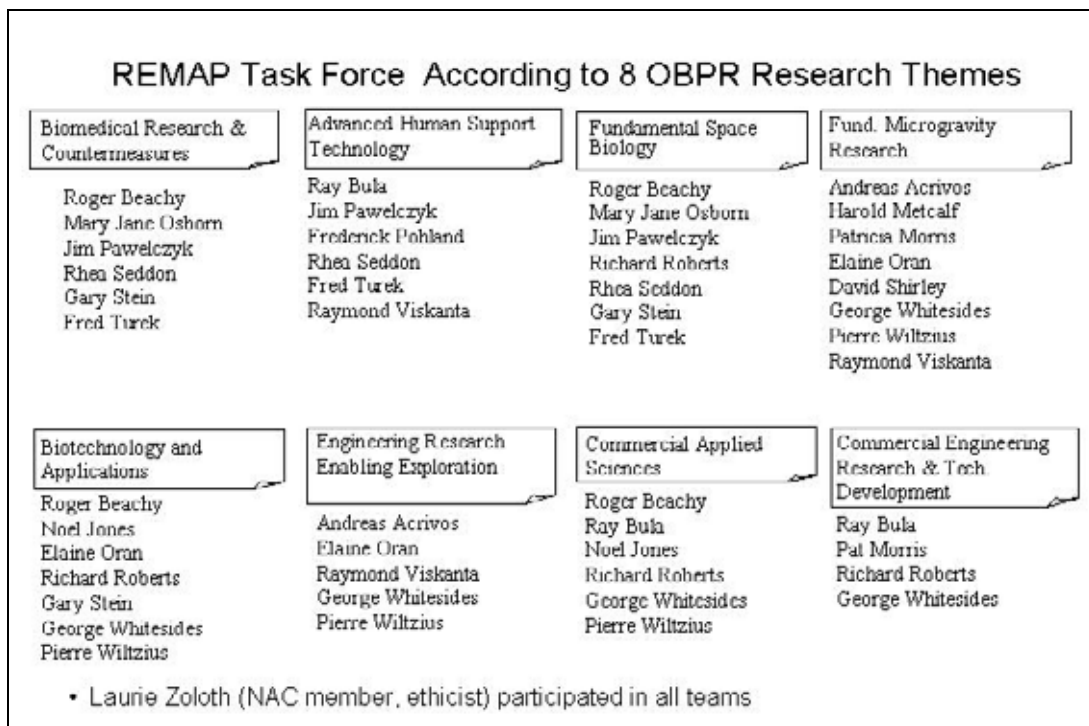 REMAP Task Force According to 8 OBPR Research Themes
Biomedical Research &
Countermeasures
Roger Beachy
Mary Jane Osborn
Jim Pawelczyk
Rhea Seddon
Gary Stein
Fred Turek
Advanced Human Support
Technology
Ray Bula
Jim Pawelczyk
Frederick Pohland
Rhea Seddon
Fred Turek
Raymond Viskanta
Fundamental Space
Biology
Roger Beachy
Mary Jane Osborn
Jim Pawelczyk
Richard Roberts
Rhea Seddon
Gary Stein
Fred Turek
Fund. Microgravity
Research
Andreas Acrivos
Harold Metcalf
Patricia Morris
Elaine Oran
David Shirley
George Whitesides
Pierre Wiltzius
Raymond Viskanta
Biotechnology and
Applications
Roger Beachy
Noel Jones
Elaine Oran
Richard Roberts
Gary Stein
George Whitesides
Pierre Wiltzius
Engineering Research
Enabling Exploration
Andreas Acrivos
Elaine Oran
Raymond Viskanta
George Whitesides
Pierre Wiltzius
Commercial Applied
Sciences
Roger Beachy
Ray Bula
Noel Jones
Richard Roberts
George Whitesides
Pierre Wiltzius
Commercial Engineering
Research & Tech.
Development
Ray Bula
Pat Morris
Richard Roberts
George Whitesides
• Laurie Zoloth (NAC member, ethicist) participated in all teams